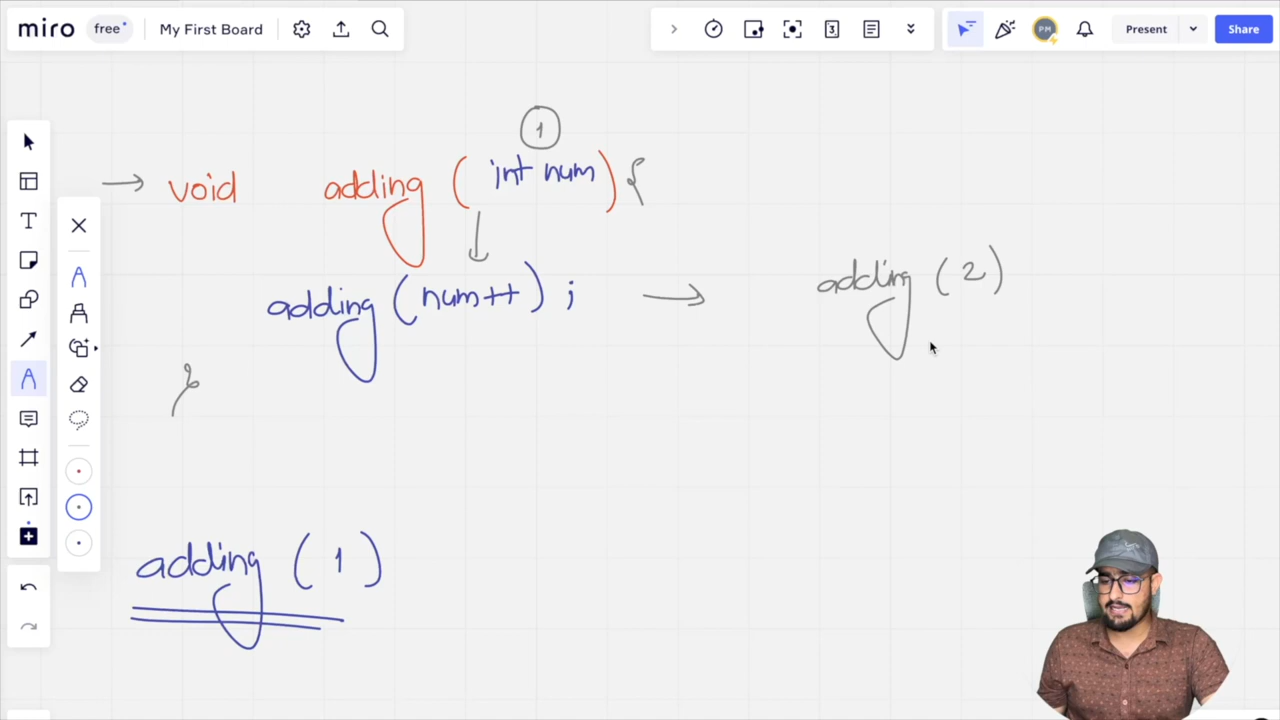 miro free My First Board Present Share
3 PM
1
→ void adding ( int num ) {
↓
adding ( num++ ) ; → adding ( 2 )
}
T
adding ( 1 )